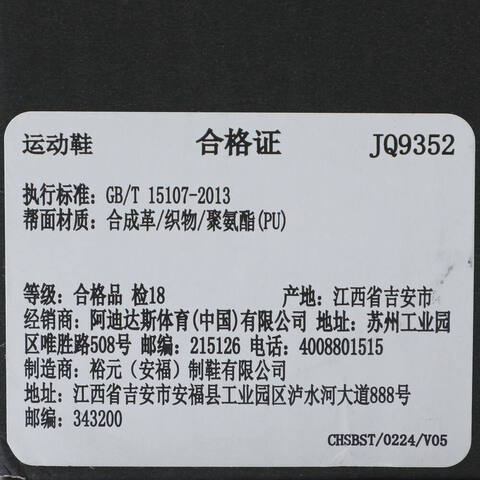 运动鞋 合格证 JQ9352
执行标准: GB/T 15107-2013
帮面材质: 合成革/织物/聚氨酯(PU)
等级: 合格品 检18 产地: 江西省吉安市
经销商: 阿迪达斯体育(中国)有限公司 地址: 苏州工业园
区唯胜路508号 邮编: 215126 电话: 4008801515
制造商: 裕元（安福）制鞋有限公司
地址: 江西省吉安市安福县工业园区泸水河大道888号
邮编: 343200
CHSBST/0224/V05